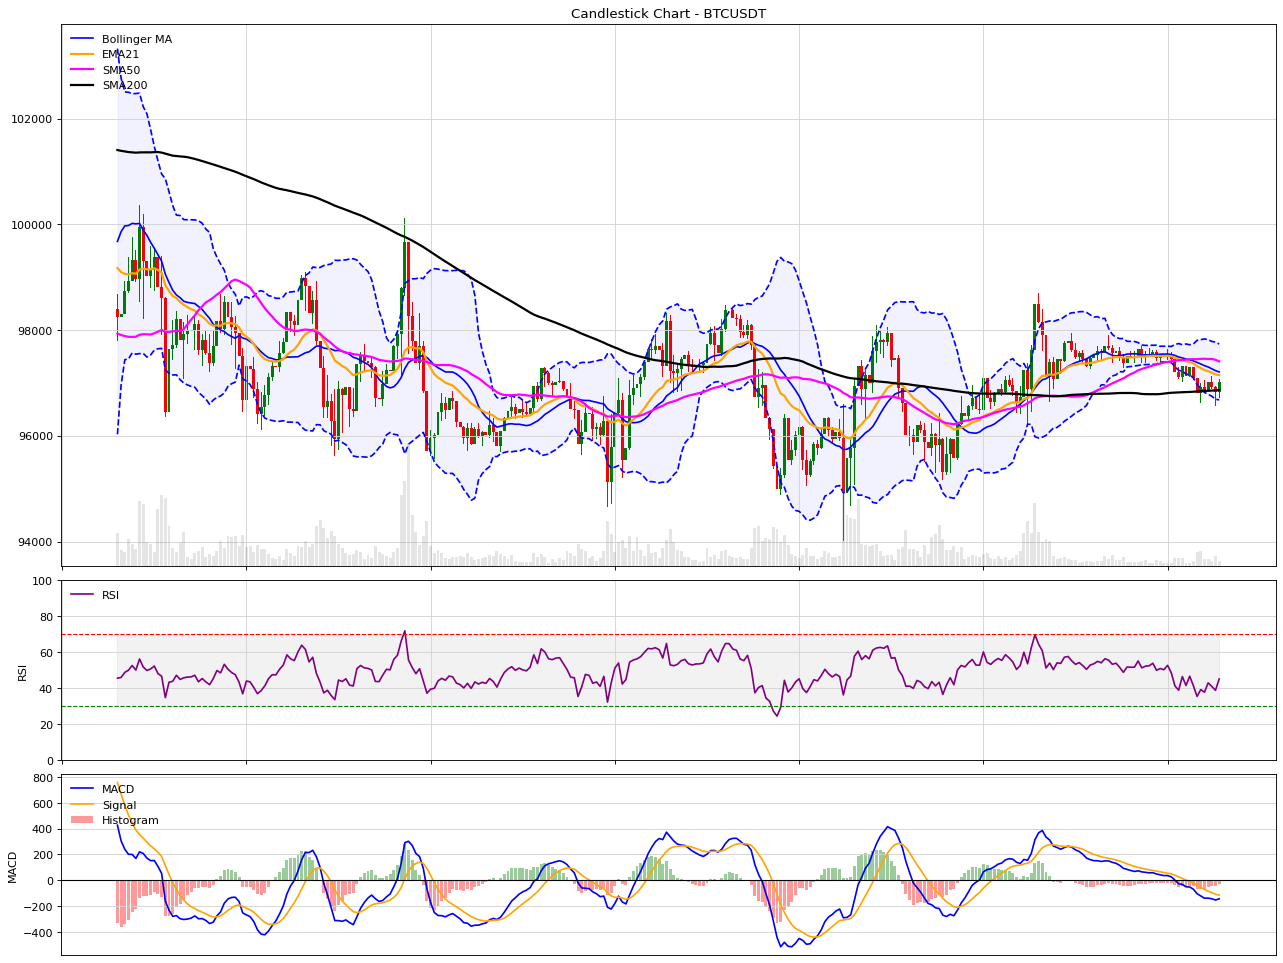 Candlestick Chart - BTCUSDT
Bollinger MA
EMA21
SMA50
SMA200
102000
100000
98000
96000
94000
RSI
100
80
60
40
20
0
RSI
MACD
Signal
Histogram
800
600
400
200
0
−200
−400
MACD